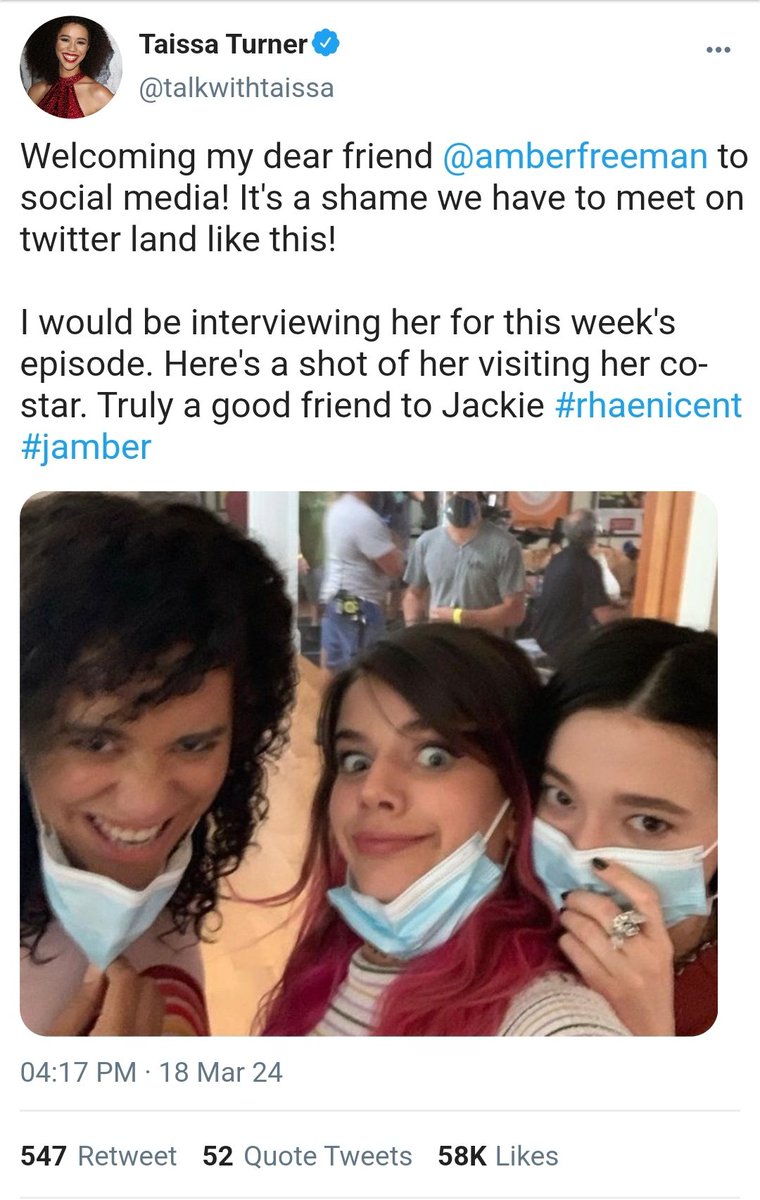 Taissa Turner
@talkwithtaissa
Welcoming my dear friend @amberfreeman to
social media! It's a shame we have to meet on
twitter land like this!
I would be interviewing her for this week's
episode. Here's a shot of her visiting her co-
star. Truly a good friend to Jackie #rhaenicent
#jamber
04:17 PM · 18 Mar 24
547 Retweet 52 Quote Tweets 58K Likes